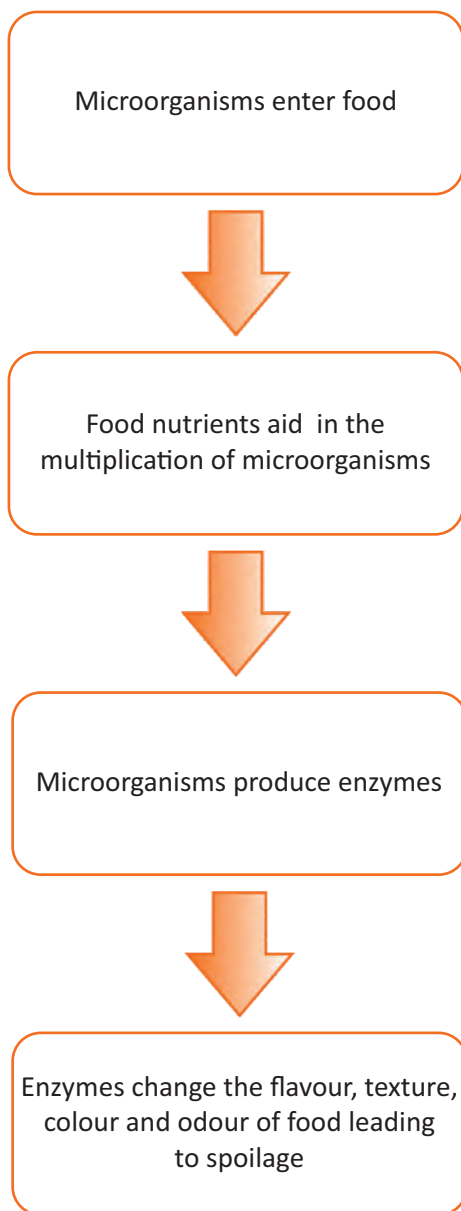 Microorganisms enter food
Food nutrients aid  in the
multiplication of microorganisms
Microorganisms produce enzymes
Enzymes change the flavour, texture,
colour and odour of food leading
to spoilage